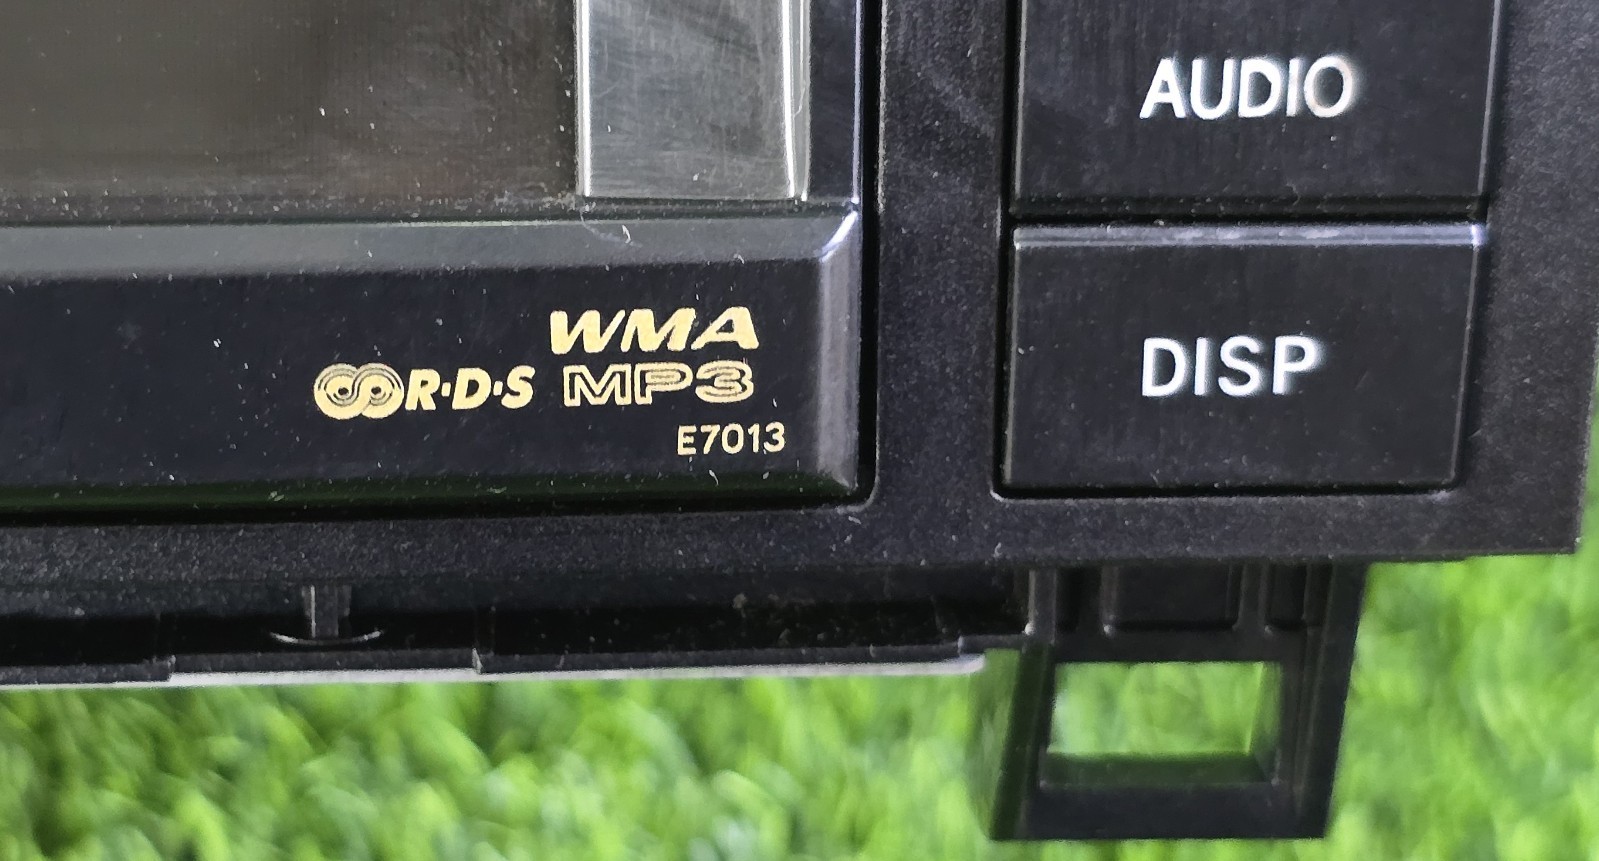 AUDIO
WMA
R·D·S MP3
E7013
DISP